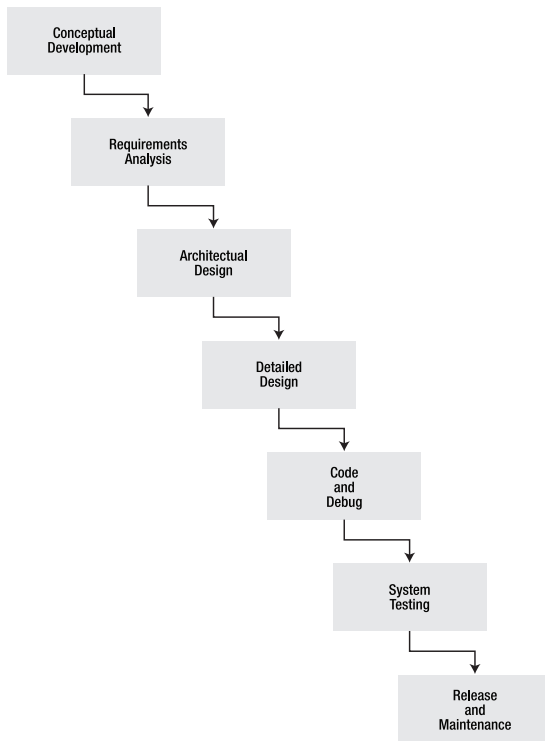 Conceptual
Development
Requirements
Analysis
Architectual
Design
Detailed
Design
Code
and
Debug
System
Testing
Release
and
Maintenance